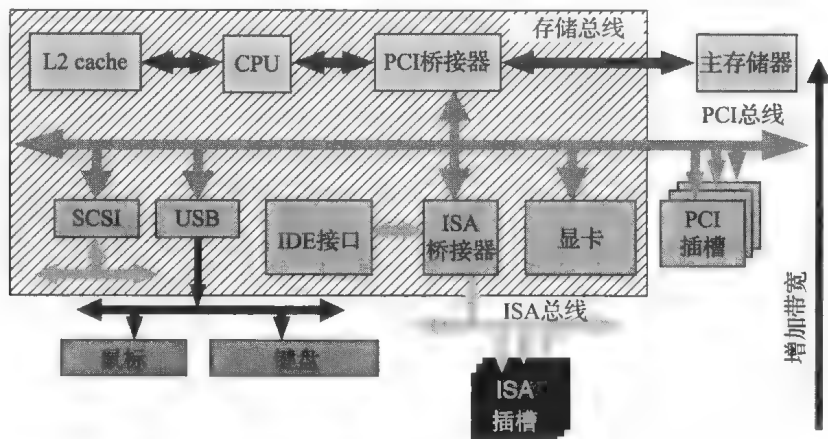 存储总线
L2 cache
CPU
PCI桥接器
主存储器
PCI总线
SCSI
USB
IDE接口
ISA
桥接器
显卡
PCI
插槽
ISA总线
增加带宽
鼠标
键盘
ISA
插槽